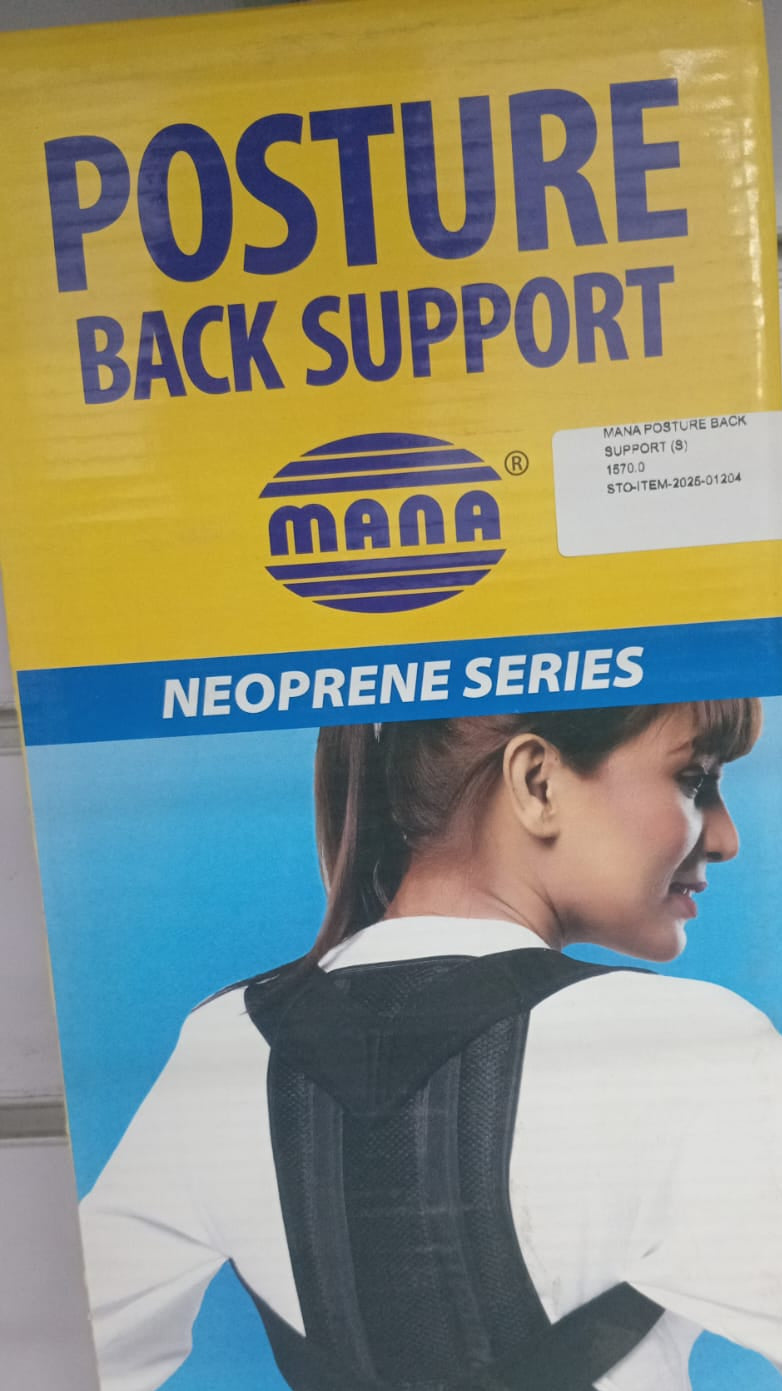 POSTURE
BACK SUPPORT
mana
®
MANA POSTURE BACK
SUPPORT (S)
1570.0
STO-ITEM-2025-01204
NEOPRENE SERIES